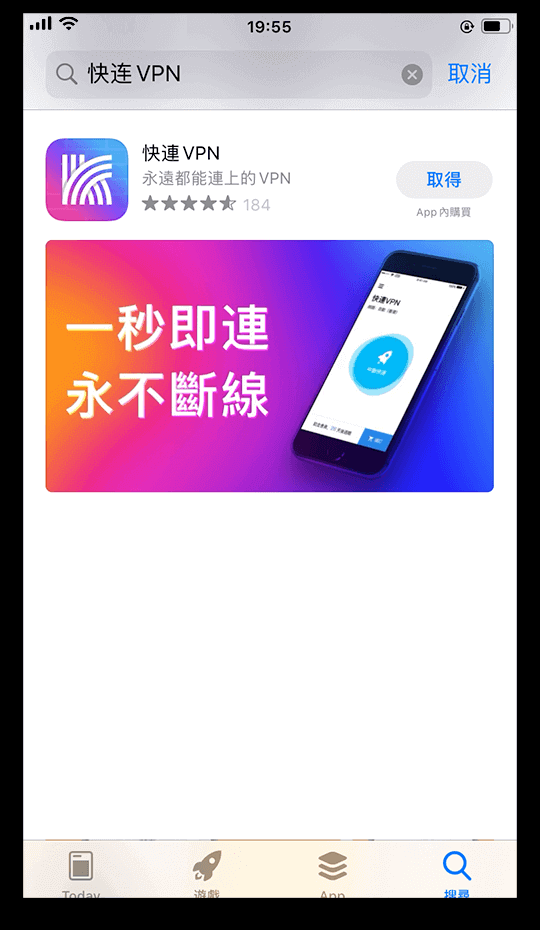 19:55
快连 VPN
取消
快連 VPN
永遠都能連上的 VPN
184
取得
App 內購買
一秒即連
永不斷線
快連VPN
Today
遊戲
App
搜尋